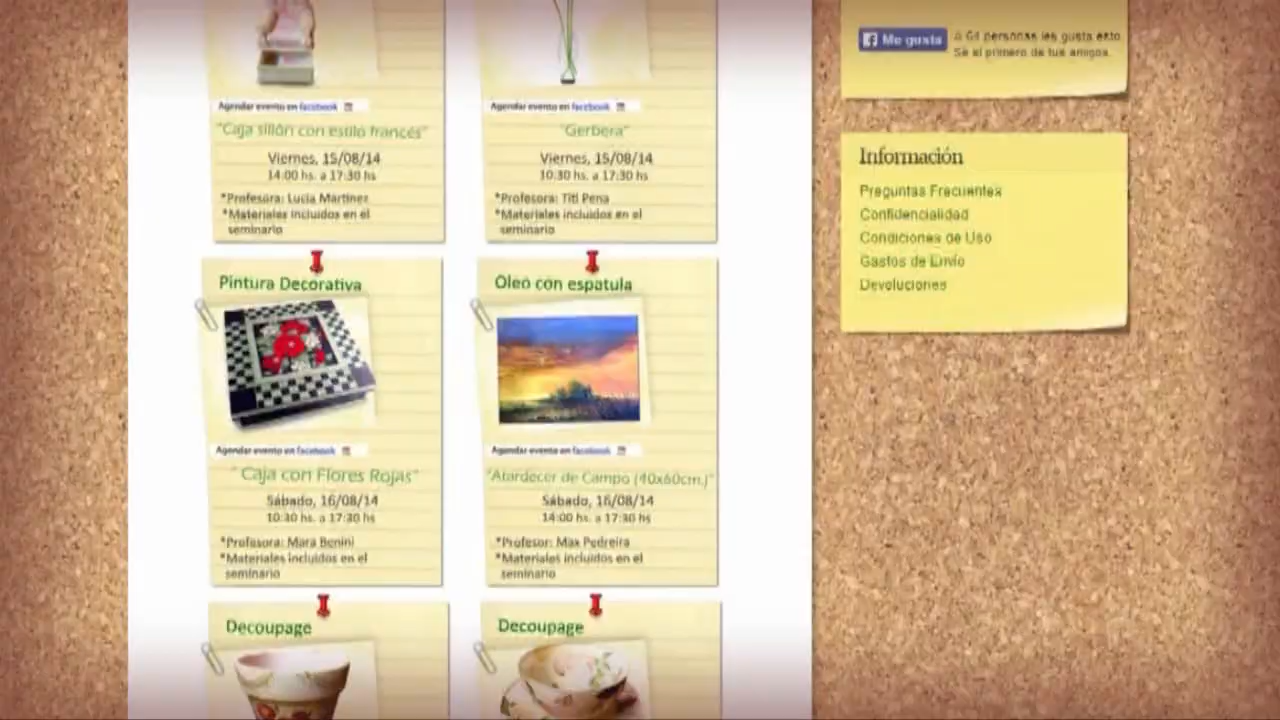 Agendar evento en facebook
"Caja sillón con estilo francés"
Viernes, 15/08/14
14:00 hs. a 17:30 hs
*Profesora: Lucía Martinez
*Materiales incluidos en el
seminario
Agendar evento en facebook
"Gerbera"
Viernes, 15/08/14
10:30 hs. a 17:30 hs
*Profesora: Titi Pena
*Materiales incluidos en el
seminario
Pintura Decorativa
Agendar evento en facebook
"Caja con Flores Rojas"
Sábado, 16/08/14
10:30 hs. a 17:30 hs
*Profesora: Mara Benini
*Materiales incluidos en el
seminario
Oleo con espatula
Agendar evento en facebook
"Atardecer de Campo (40x60cm.)"
Sábado, 16/08/14
14:00 hs. a 17:30 hs
*Profesor: Max Pedreira
*Materiales incluidos en el
seminario
Decoupage
Decoupage
Me gusta
A 64 personas les gusta esto.
Sé el primero de tus amigos.
Información
Preguntas Frecuentes
Confidencialidad
Condiciones de Uso
Gastos de Envío
Devoluciones